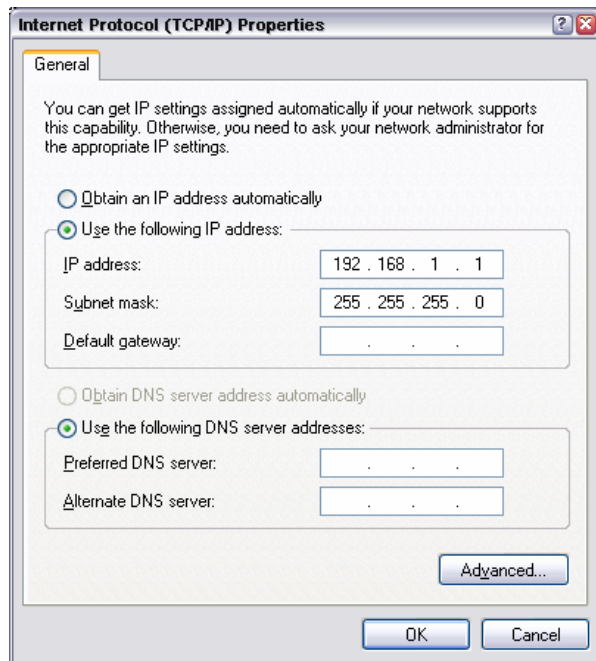 Internet Protocol (TCP/IP) Properties
General
You can get IP settings assigned automatically if your network supports
this capability. Otherwise, you need to ask your network administrator for
the appropriate IP settings.
Obtain an IP address automatically
Use the following IP address:
IP address: 192 . 168 . 1 . 1
Subnet mask: 255 . 255 . 255 . 0
Default gateway: . . .
Obtain DNS server address automatically
Use the following DNS server addresses:
Preferred DNS server: . . .
Alternate DNS server: . . .
Advanced...
OK Cancel